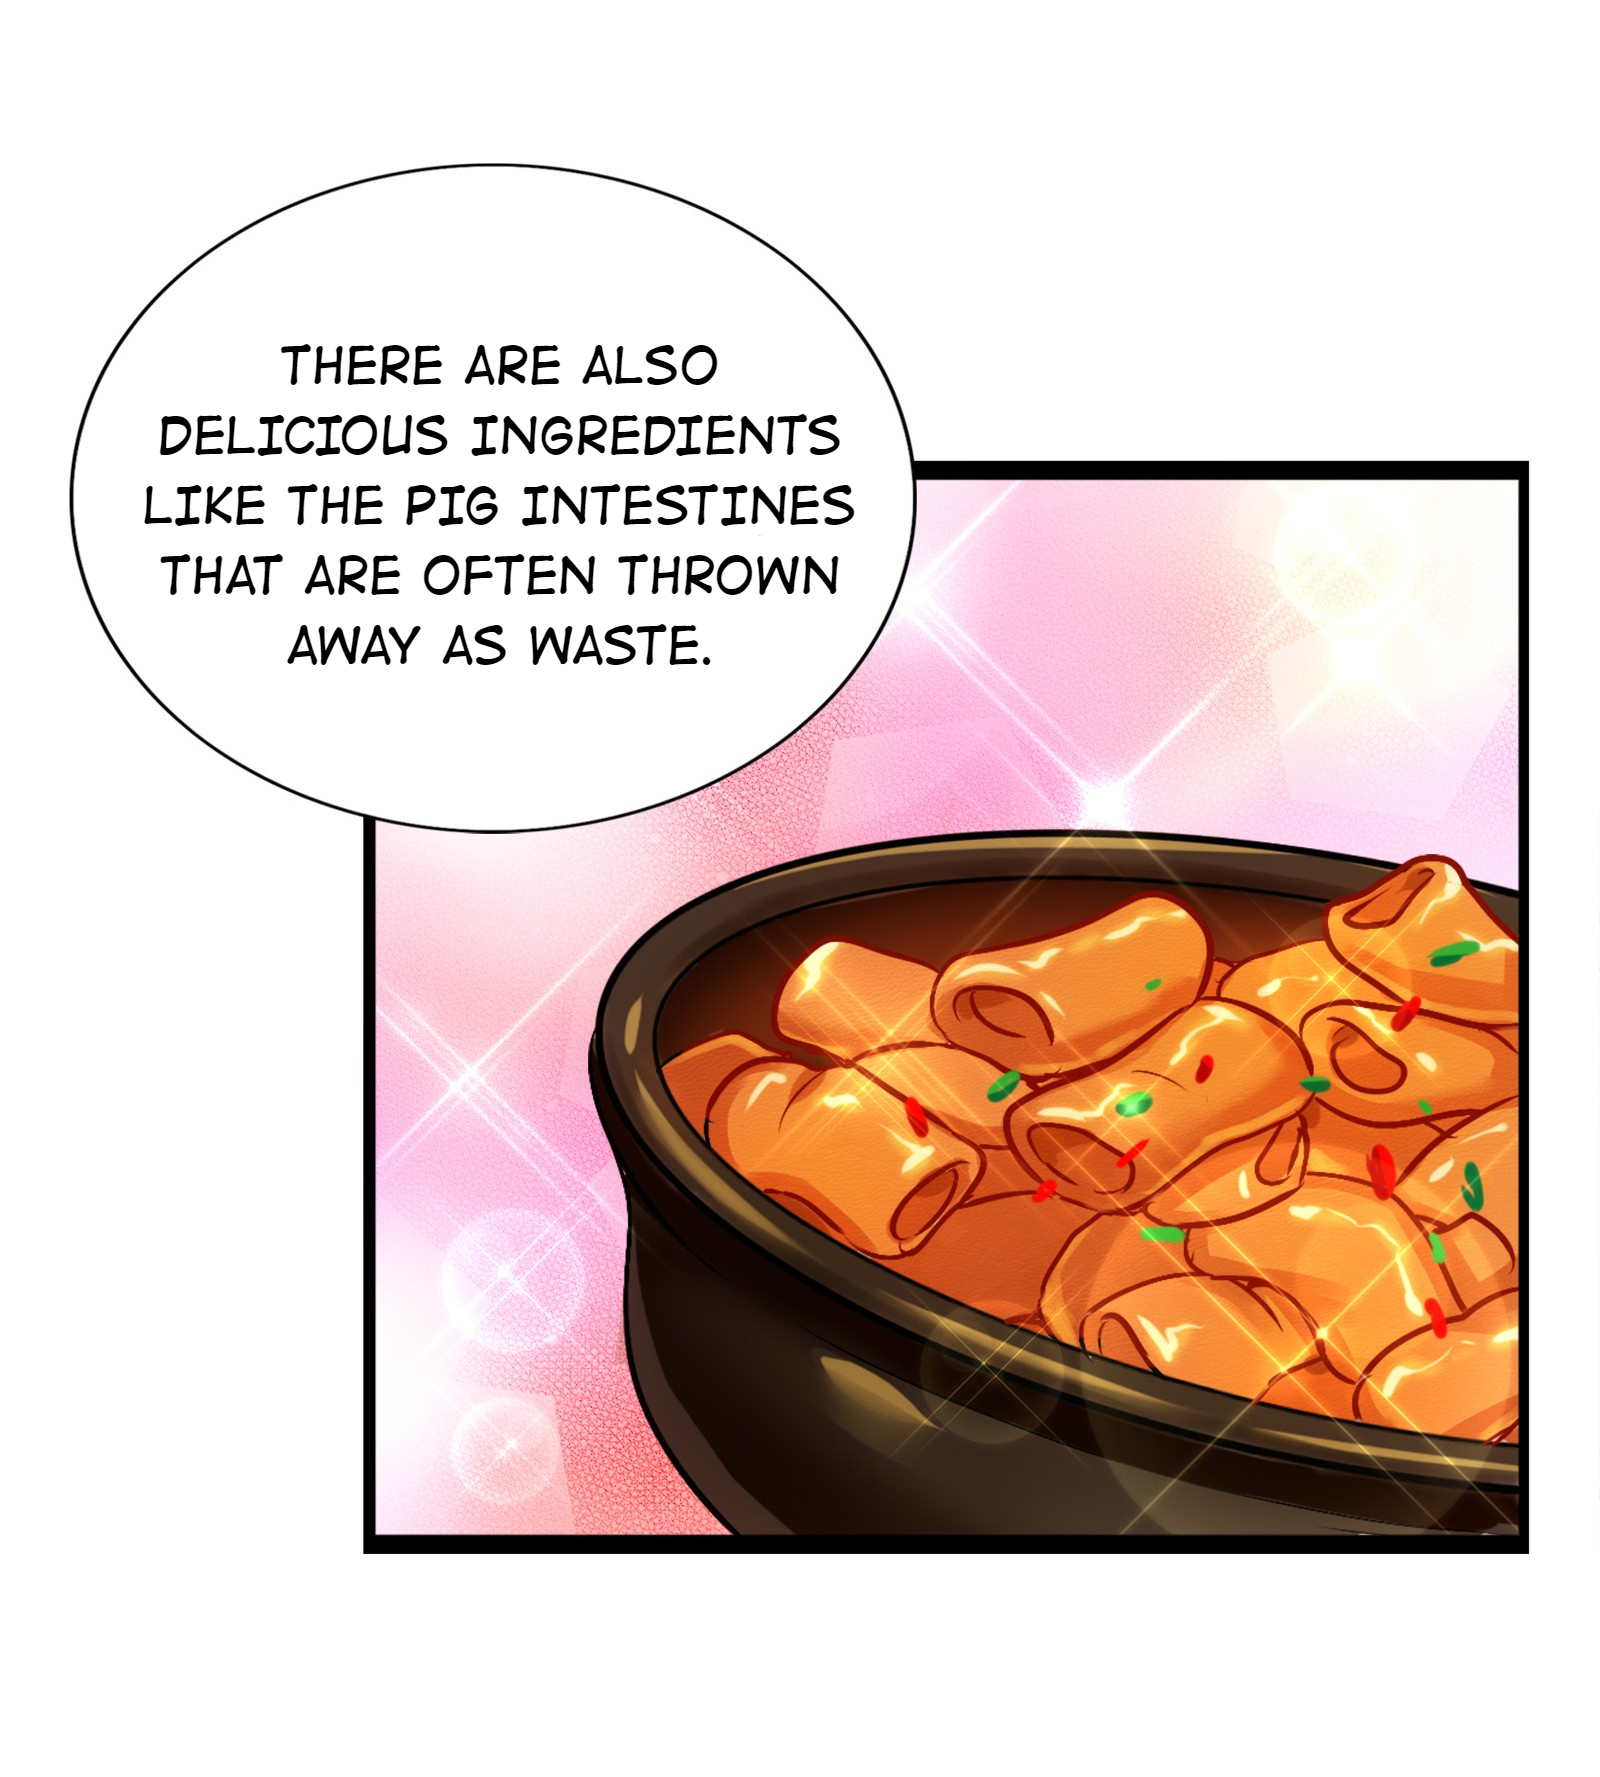 THERE ARE ALSO
DELICIOUS INGREDIENTS
LIKE THE PIG INTESTINES
THAT ARE OFTEN THROWN
AWAY AS WASTE.